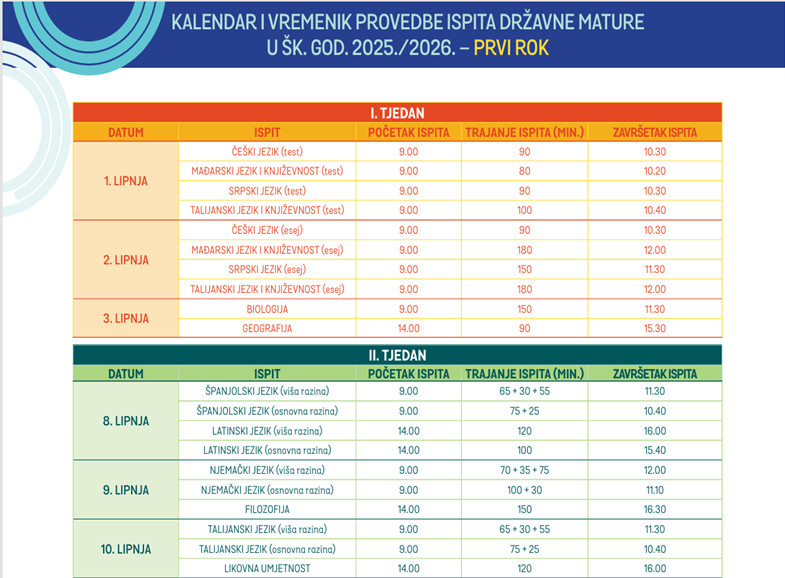 KALENDAR I VREMENIK PROVEDBE ISPITA DRŽAVNE MATURE
U ŠK. GOD. 2025./2026. – PRVI ROK
I. TJEDAN
DATUM ISPIT POČETAK ISPITA TRAJANJE ISPITA (MIN.) ZAVRŠETAK ISPITA
1. LIPNJA
ČEŠKI JEZIK (test) 9.00 90 10.30
MAĐARSKI JEZIK I KNJIŽEVNOST (test) 9.00 80 10.20
SRPSKI JEZIK (test) 9.00 90 10.30
TALIJANSKI JEZIK I KNJIŽEVNOST (test) 9.00 100 10.40
2. LIPNJA
ČEŠKI JEZIK (esej) 9.00 90 10.30
MAĐARSKI JEZIK I KNJIŽEVNOST (esej) 9.00 180 12.00
SRPSKI JEZIK (esej) 9.00 150 11.30
TALIJANSKI JEZIK I KNJIŽEVNOST (esej) 9.00 180 12.00
3. LIPNJA
BIOLOGIJA 9.00 150 11.30
GEOGRAFIJA 14.00 90 15.30
II. TJEDAN
DATUM ISPIT POČETAK ISPITA TRAJANJE ISPITA (MIN.) ZAVRŠETAK ISPITA
8. LIPNJA
ŠPANJOLSKI JEZIK (viša razina) 9.00 65 + 30 + 55 11.30
ŠPANJOLSKI JEZIK (osnovna razina) 9.00 75 + 25 10.40
LATINSKI JEZIK (viša razina) 14.00 120 16.00
LATINSKI JEZIK (osnovna razina) 14.00 100 15.40
9. LIPNJA
NJEMAČKI JEZIK (viša razina) 9.00 70 + 35 + 75 12.00
NJEMAČKI JEZIK (osnovna razina) 9.00 100 + 30 11.10
FILOZOFIJA 14.00 150 16.30
10. LIPNJA
TALIJANSKI JEZIK (viša razina) 9.00 65 + 30 + 55 11.30
TALIJANSKI JEZIK (osnovna razina) 9.00 75 + 25 10.40
LIKOVNA UMJETNOST 14.00 120 16.00